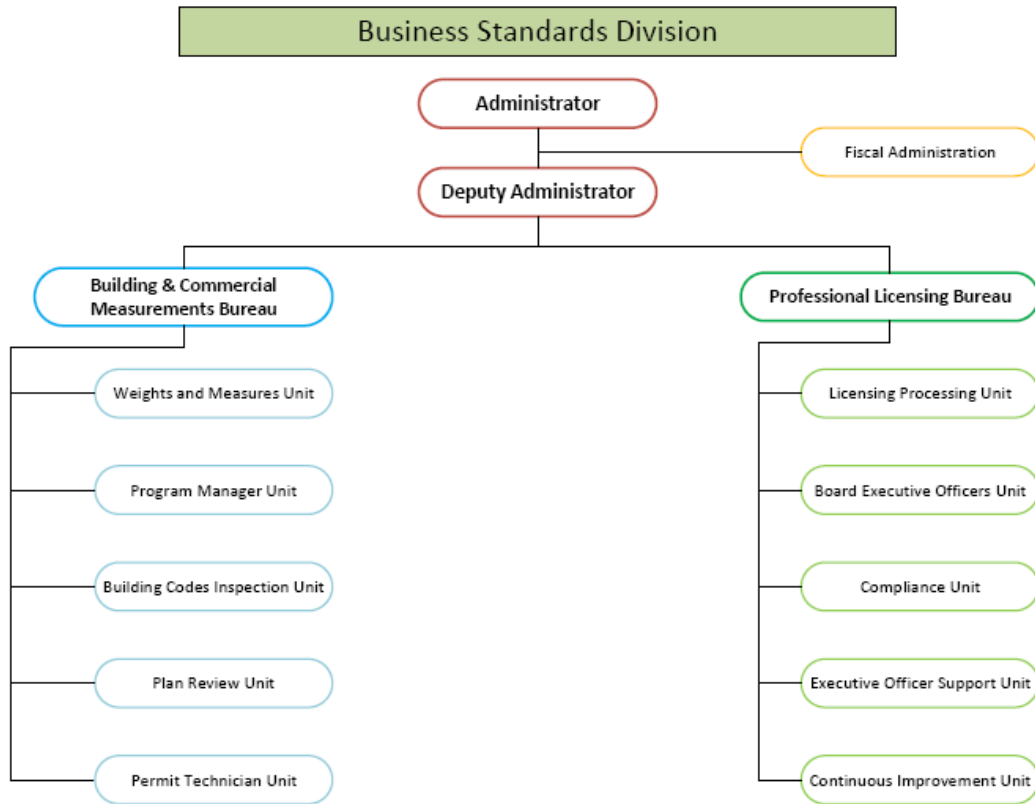 Business Standards Division
Administrator
Fiscal Administration
Deputy Administrator
Building & Commercial
Measurements Bureau
Professional Licensing Bureau
Weights and Measures Unit
Licensing Processing Unit
Program Manager Unit
Board Executive Officers Unit
Building Codes Inspection Unit
Compliance Unit
Plan Review Unit
Executive Officer Support Unit
Permit Technician Unit
Continuous Improvement Unit